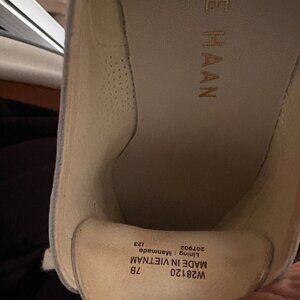 E HAAN
W28120 7B
MADE IN VIETNAM
Lining : Manmade
207902 123